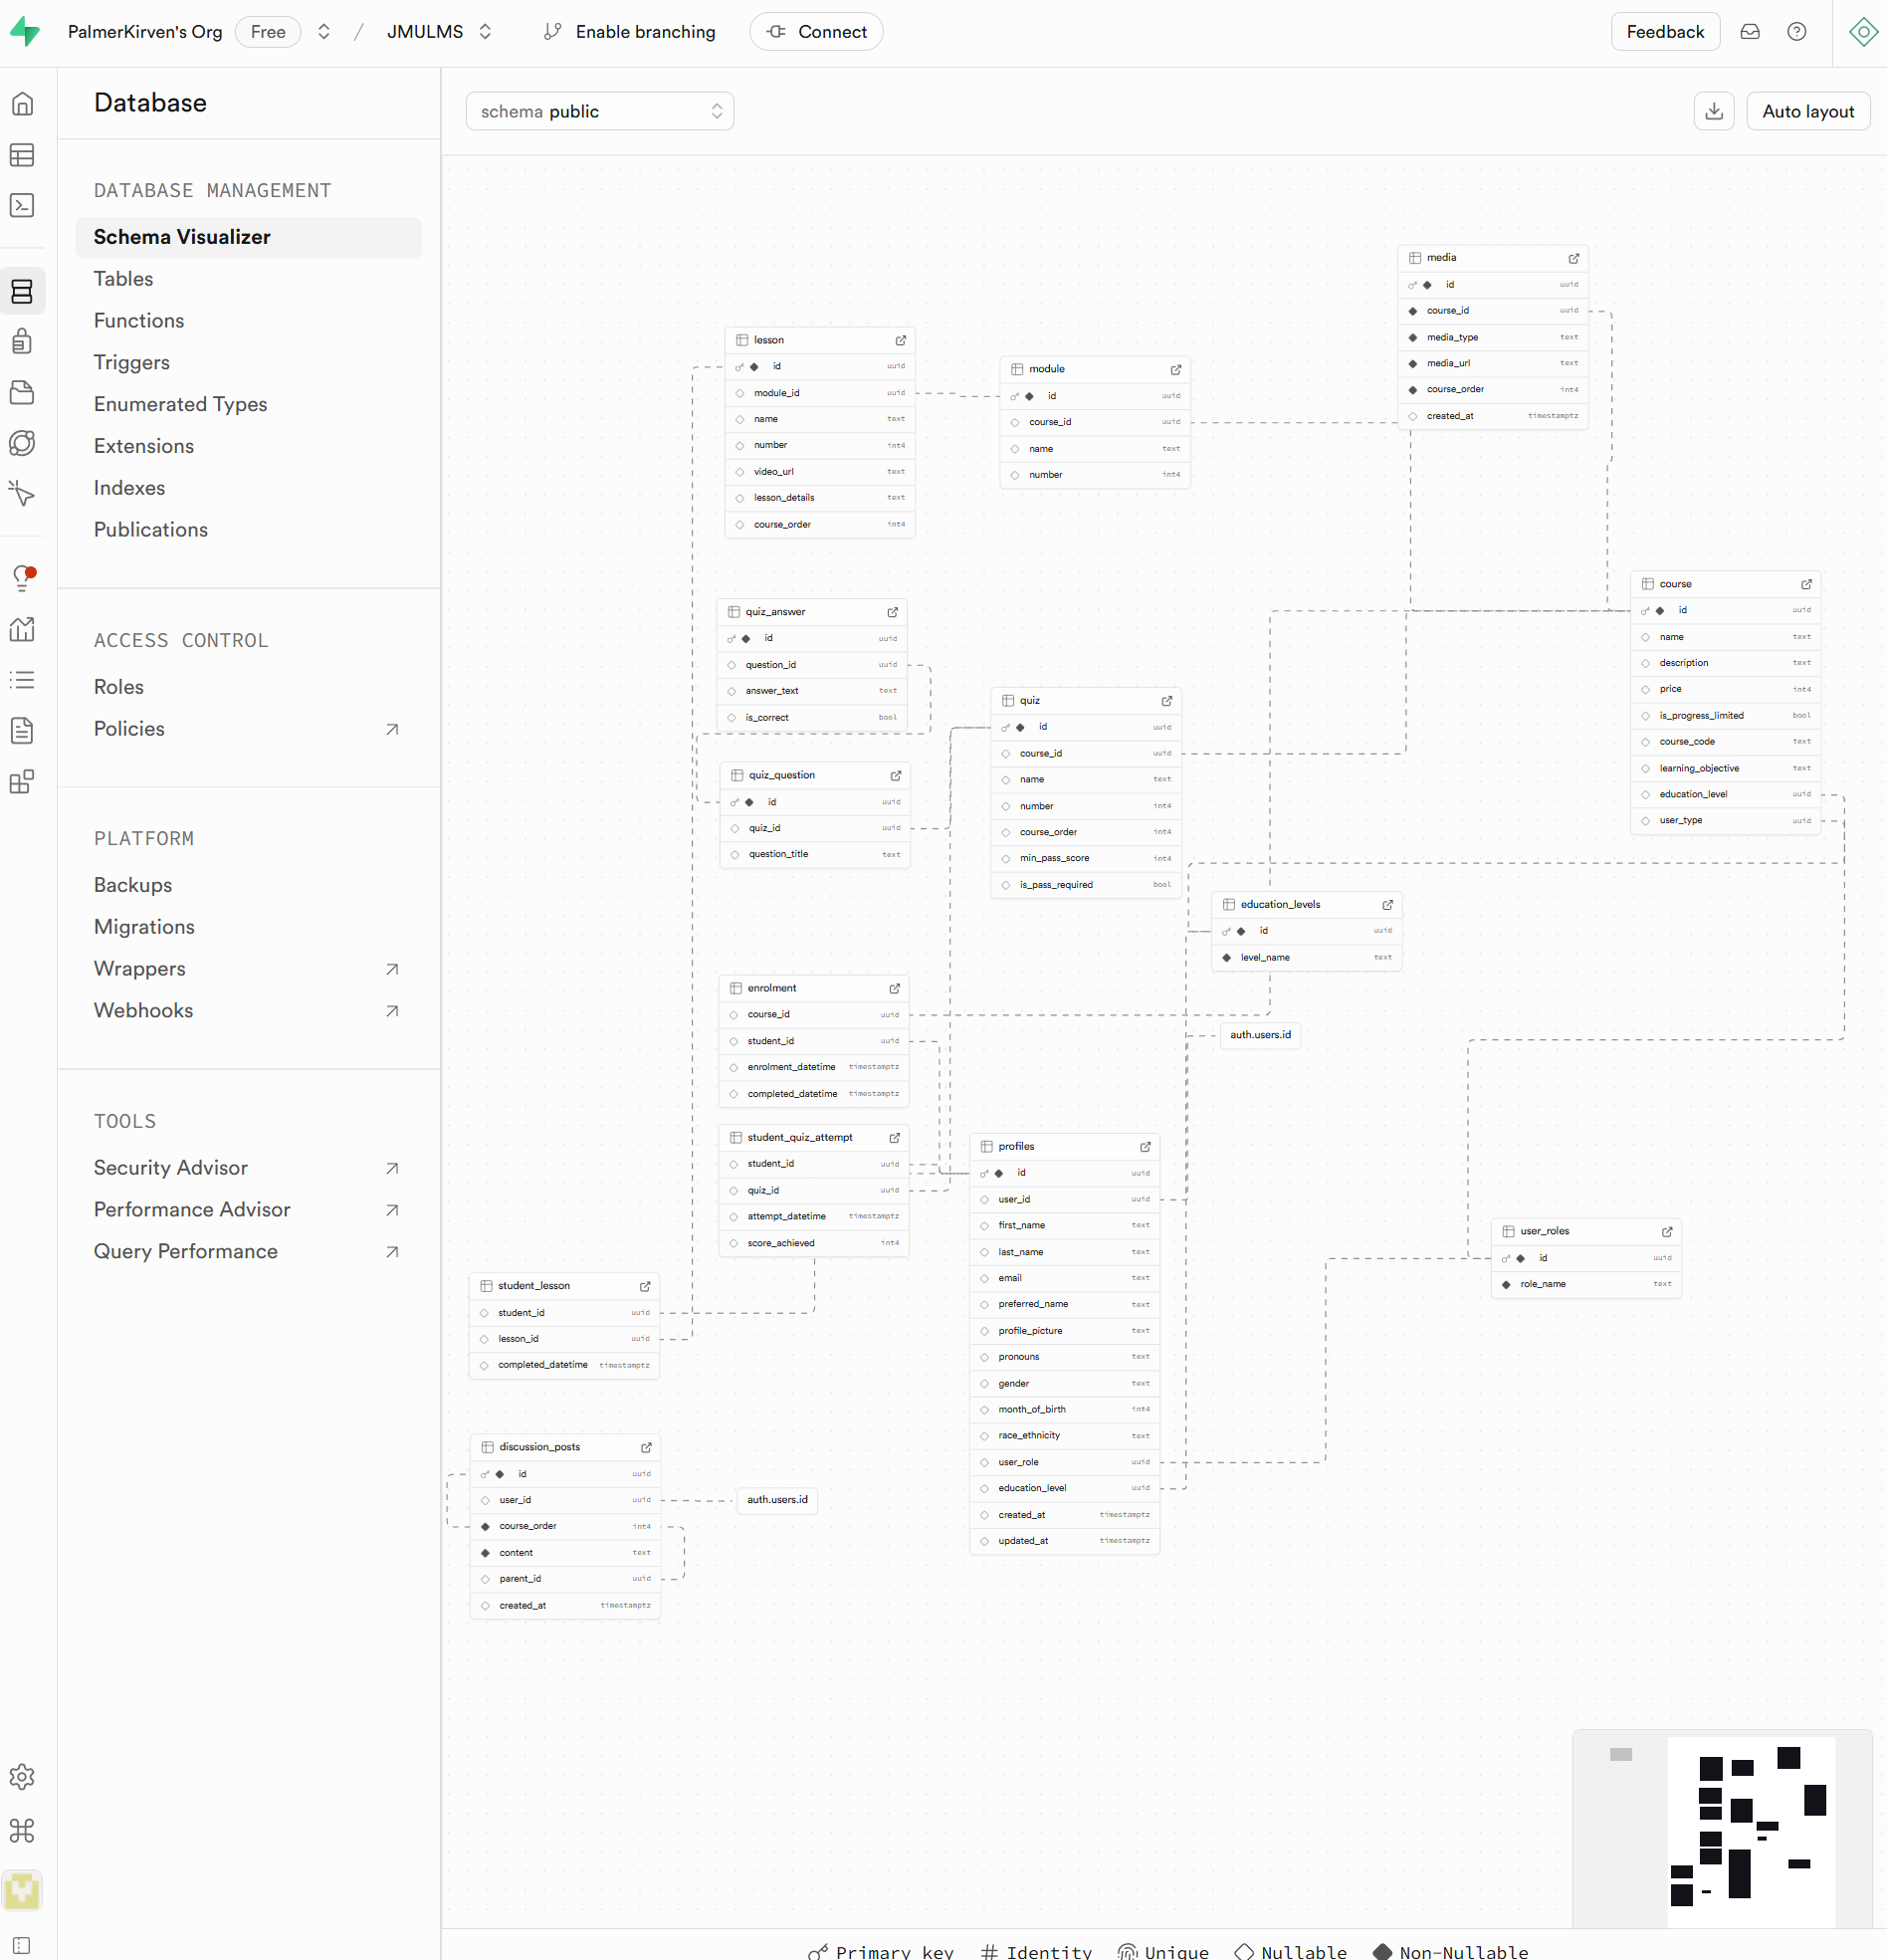 PalmerKirven's Org Free / JMULMS Enable branching Connect Feedback
Database
DATABASE MANAGEMENT
Schema Visualizer
Tables
Functions
Triggers
Enumerated Types
Extensions
Indexes
Publications
ACCESS CONTROL
Roles
Policies
PLATFORM
Backups
Migrations
Wrappers
Webhooks
TOOLS
Security Advisor
Performance Advisor
Query Performance
schema public
Auto layout
media
id uuid
course_id uuid
media_type text
media_url text
course_order int4
created_at timestamptz
lesson
id uuid
module_id uuid
name text
number int4
video_url text
lesson_details text
course_order int4
module
id uuid
course_id uuid
name text
number int4
course
id uuid
name text
description text
price int4
is_progress_limited bool
course_code text
learning_objective text
education_level uuid
user_type uuid
quiz_answer
id uuid
question_id uuid
answer_text text
is_correct bool
quiz
id uuid
course_id uuid
name text
number int4
course_order int4
min_pass_score int4
is_pass_required bool
quiz_question
id uuid
quiz_id uuid
question_title text
education_levels
id uuid
level_name text
auth.users.id
enrolment
course_id uuid
student_id uuid
enrolment_datetime timestamptz
completed_datetime timestamptz
student_quiz_attempt
student_id uuid
quiz_id uuid
attempt_datetime timestamptz
score_achieved int4
profiles
id uuid
user_id uuid
first_name text
last_name text
email text
preferred_name text
profile_picture text
pronouns text
gender text
month_of_birth int4
race_ethnicity text
user_role uuid
education_level uuid
created_at timestamptz
updated_at timestamptz
user_roles
id uuid
role_name text
student_lesson
student_id uuid
lesson_id uuid
completed_datetime timestamptz
discussion_posts
id uuid
user_id uuid
course_order int4
content text
parent_id uuid
created_at timestamptz
auth.users.id
Primary key # Identity Unique Nullable Non-Nullable